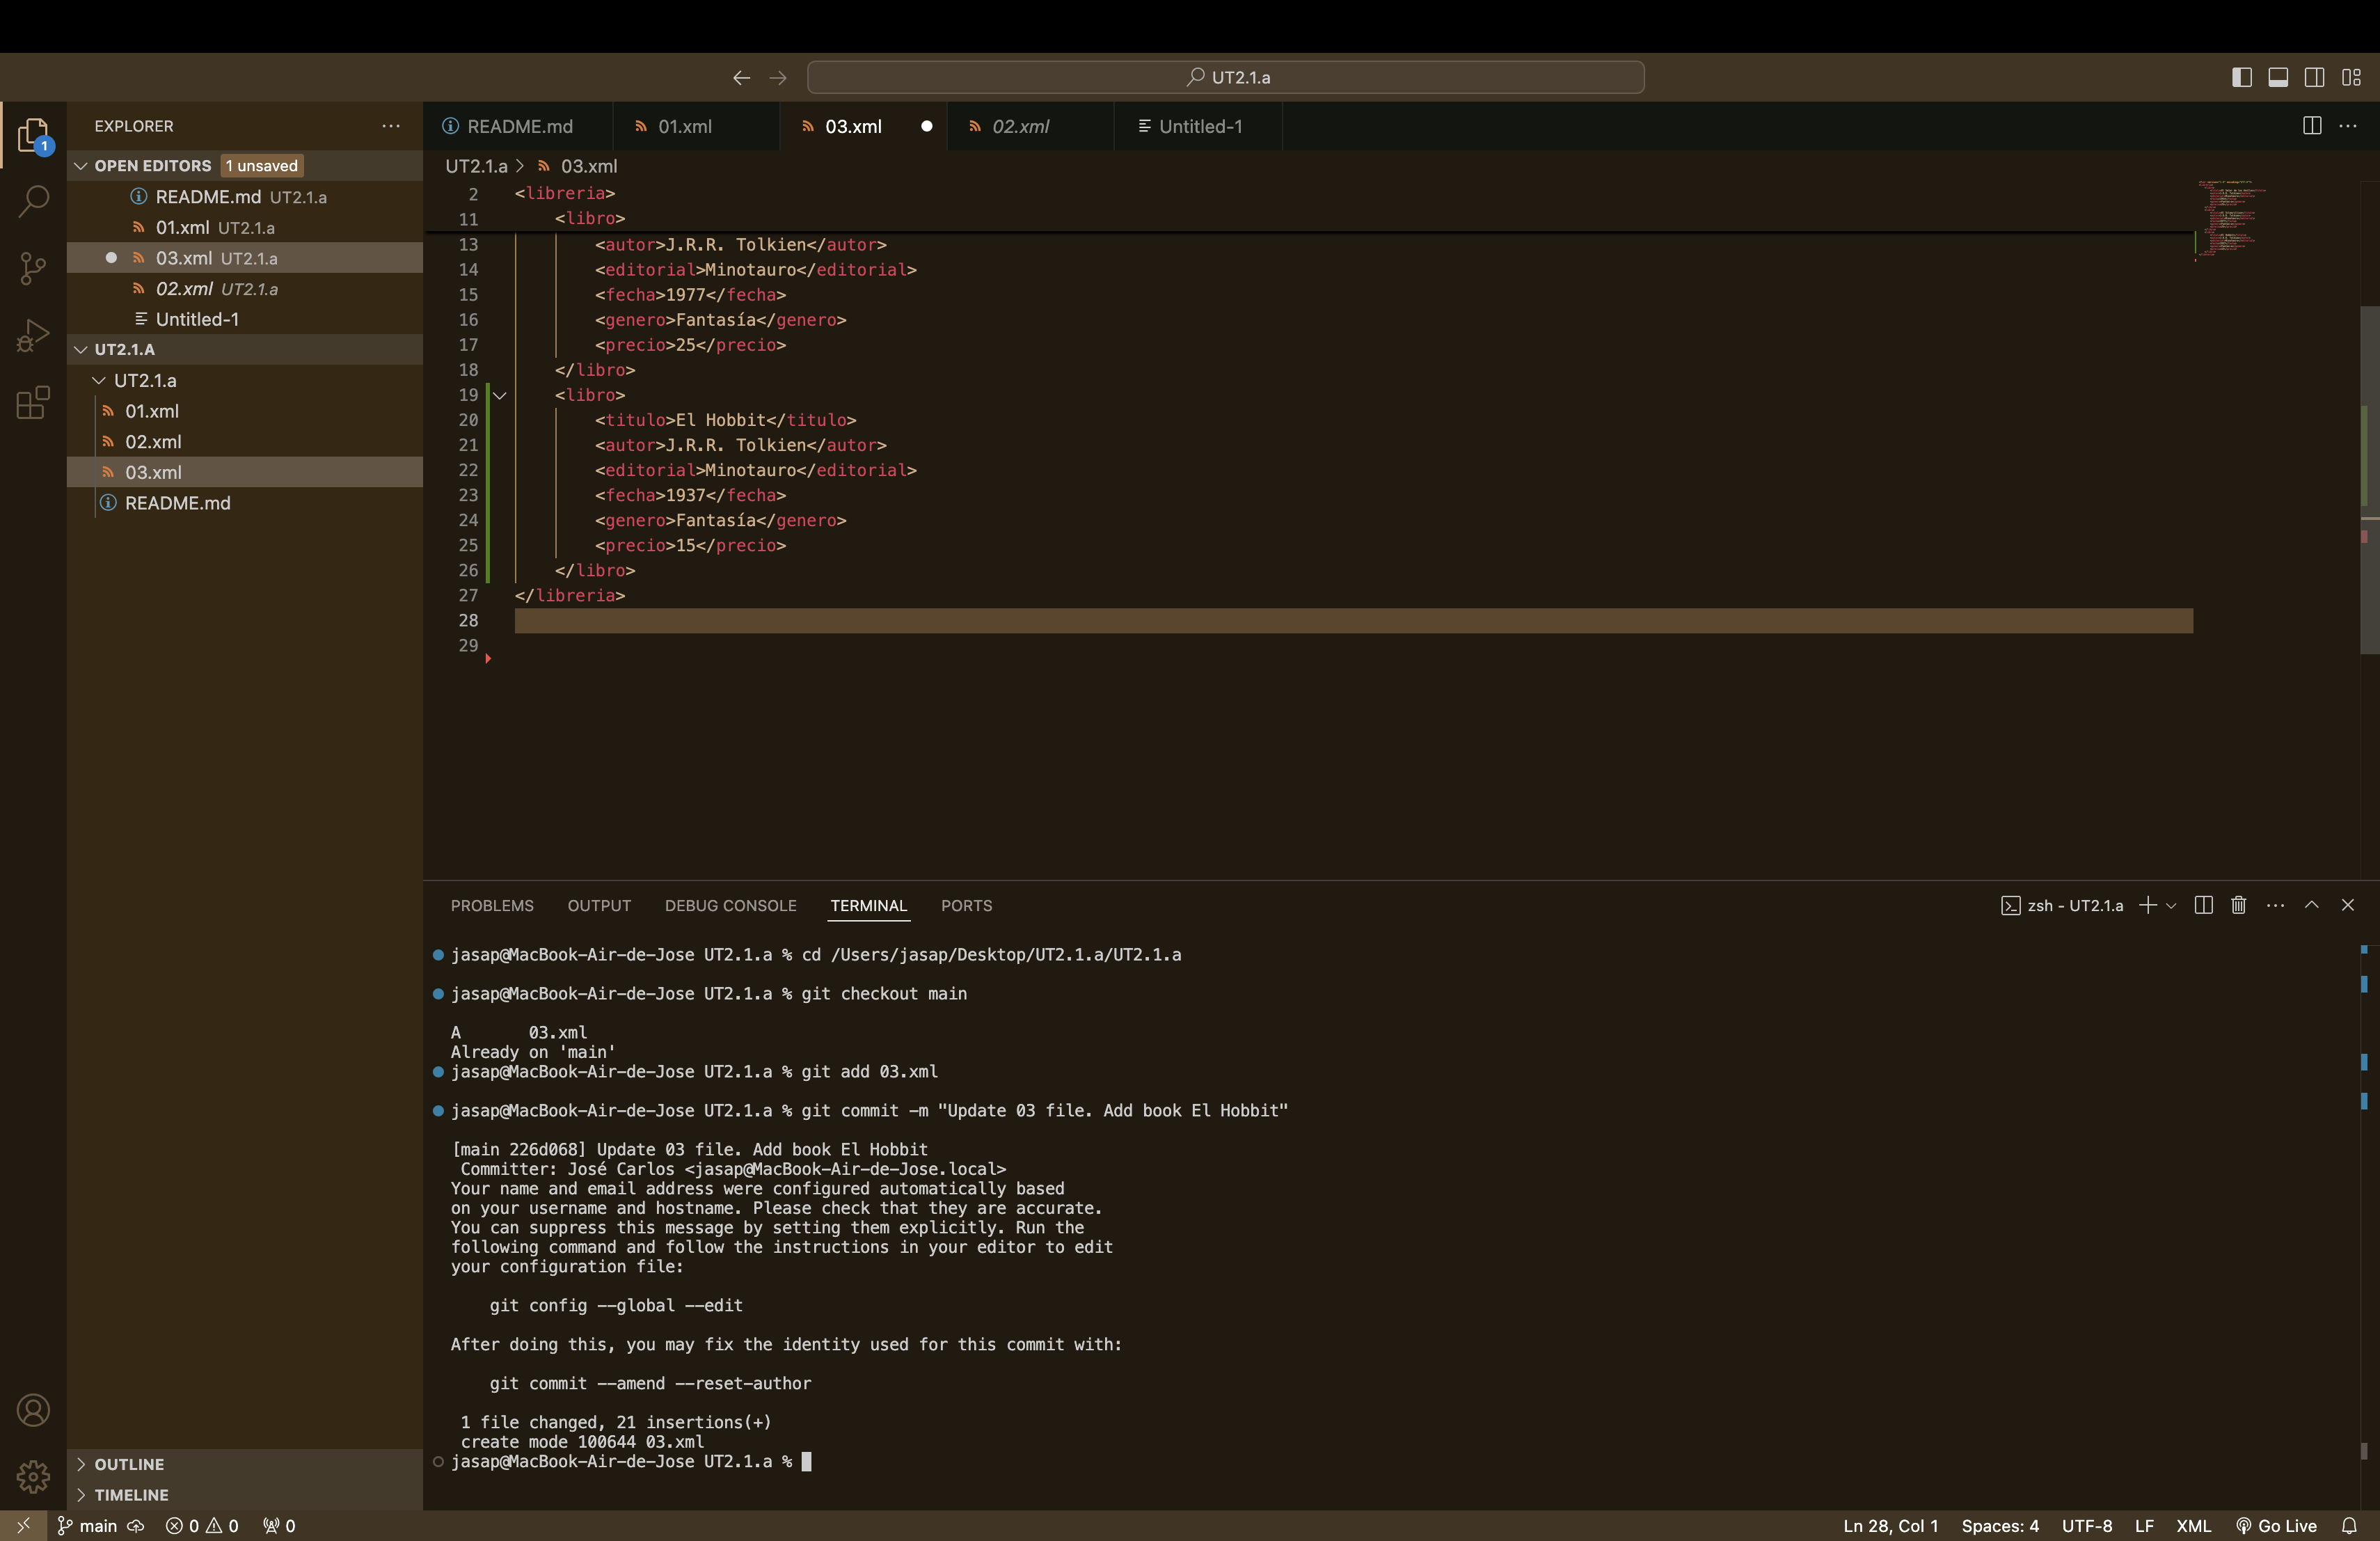 UT2.1.a
EXPLORER
OPEN EDITORS 1 unsaved
README.md UT2.1.a
01.xml UT2.1.a
03.xml UT2.1.a
02.xml UT2.1.a
Untitled-1
UT2.1.A
UT2.1.a
01.xml
02.xml
03.xml
README.md
OUTLINE
TIMELINE
README.md 01.xml 03.xml 02.xml Untitled-1
UT2.1.a > 03.xml
2 <libreria>
11 <libro>
13 <autor>J.R.R. Tolkien</autor>
14 <editorial>Minotauro</editorial>
15 <fecha>1977</fecha>
16 <genero>Fantasía</genero>
17 <precio>25</precio>
18 </libro>
19 <libro>
20 <titulo>El Hobbit</titulo>
21 <autor>J.R.R. Tolkien</autor>
22 <editorial>Minotauro</editorial>
23 <fecha>1937</fecha>
24 <genero>Fantasía</genero>
25 <precio>15</precio>
26 </libro>
27 </libreria>
28
29
PROBLEMS OUTPUT DEBUG CONSOLE TERMINAL PORTS
zsh - UT2.1.a
jasap@MacBook-Air-de-Jose UT2.1.a % cd /Users/jasap/Desktop/UT2.1.a/UT2.1.a
jasap@MacBook-Air-de-Jose UT2.1.a % git checkout main
A 03.xml
Already on 'main'
jasap@MacBook-Air-de-Jose UT2.1.a % git add 03.xml
jasap@MacBook-Air-de-Jose UT2.1.a % git commit -m "Update 03 file. Add book El Hobbit"
[main 226d068] Update 03 file. Add book El Hobbit
Committer: José Carlos <jasap@MacBook-Air-de-Jose.local>
Your name and email address were configured automatically based
on your username and hostname. Please check that they are accurate.
You can suppress this message by setting them explicitly. Run the
following command and follow the instructions in your editor to edit
your configuration file:
git config --global --edit
After doing this, you may fix the identity used for this commit with:
git commit --amend --reset-author
1 file changed, 21 insertions(+)
create mode 100644 03.xml
jasap@MacBook-Air-de-Jose UT2.1.a %
main 0 0 0
Ln 28, Col 1 Spaces: 4 UTF-8 LF XML Go Live
1